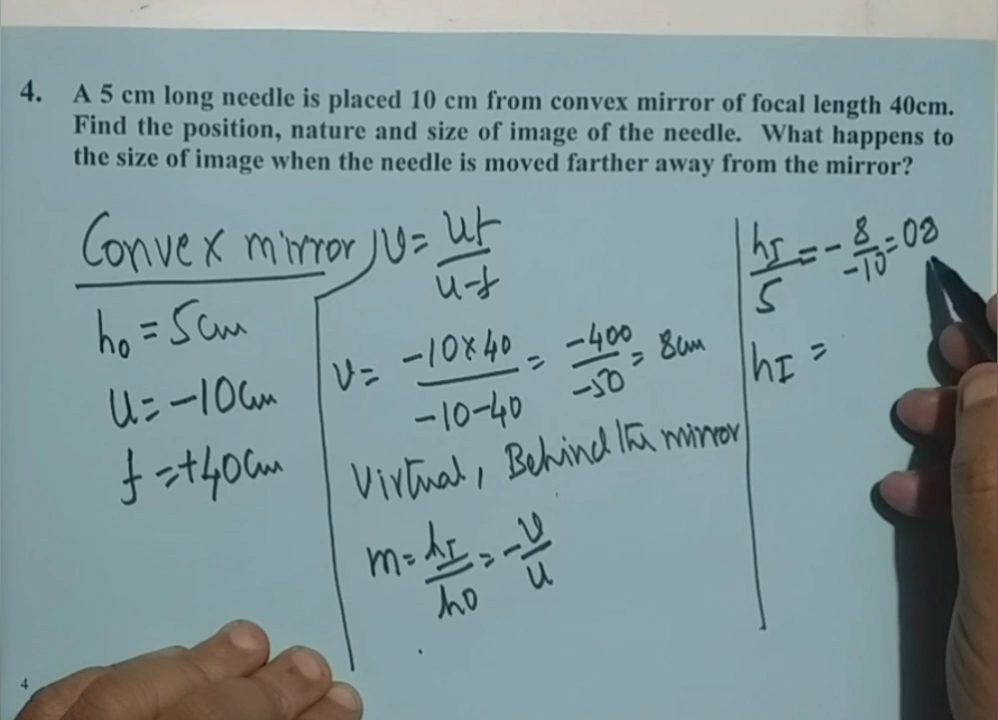 4. A 5 cm long needle is placed 10 cm from convex mirror of focal length 40cm.
Find the position, nature and size of image of the needle. What happens to
the size of image when the needle is moved farther away from the mirror?
Convex mirror
h₀ = 5cm
u = -10cm
f = +40cm
v = uf / u-f
v = -10×40 / -10-40 = -400 / -50 = 8cm
Virtual, Behind the mirror
m = hI / hO = -v / u
hI / 5 = - 8 / -10 = 08
hI =
4